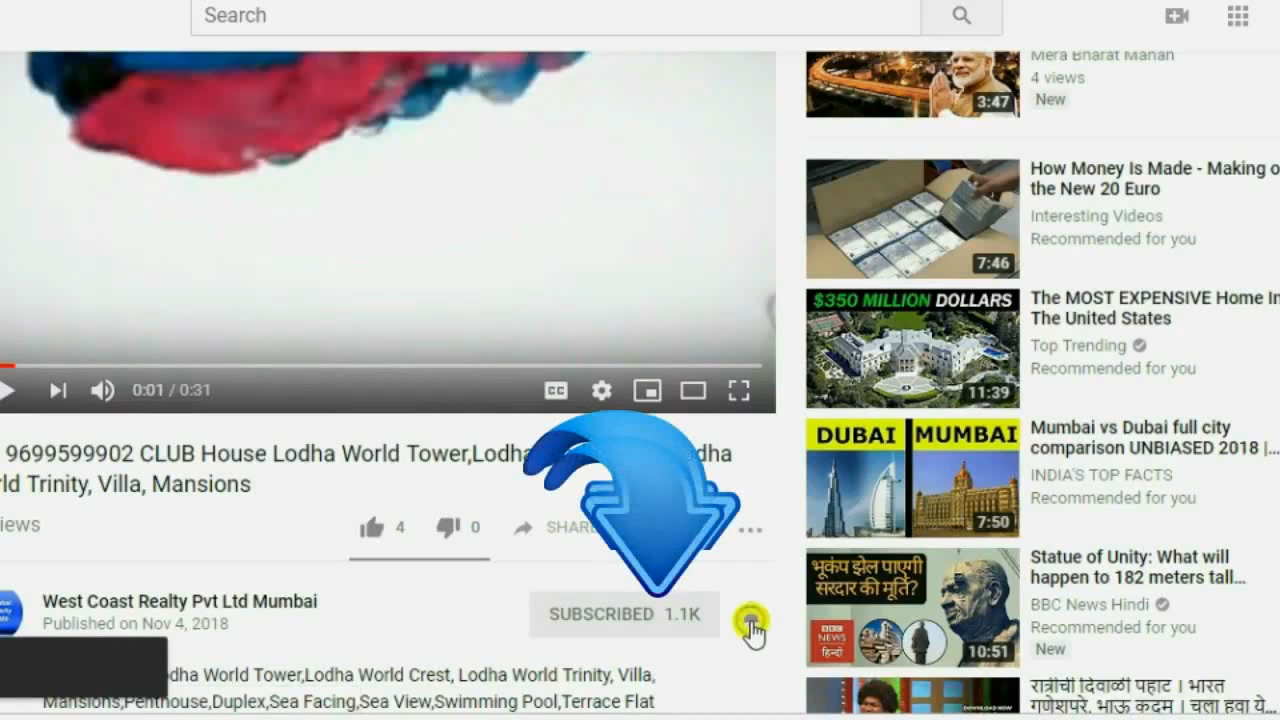 Search
9699599902 CLUB House Lodha World Tower,Lodha
dha
rld Trinity, Villa, Mansions
iews
4
0
SHARE
0:01 / 0:31
CC
West Coast Realty Pvt Ltd Mumbai
Published on Nov 4, 2018
SUBSCRIBED 1.1K
dha World Tower,Lodha World Crest, Lodha World Trinity, Villa,
Mansions,Penthouse,Duplex,Sea Facing,Sea View,Swimming Pool,Terrace Flat
Mera Bharat Mahan
4 views
New
3:47
How Money Is Made - Making o
the New 20 Euro
Interesting Videos
Recommended for you
7:46
$350 MILLION DOLLARS
11:39
The MOST EXPENSIVE Home In
The United States
Top Trending
Recommended for you
DUBAI MUMBAI
7:50
Mumbai vs Dubai full city
comparison UNBIASED 2018 |...
INDIA'S TOP FACTS
Recommended for you
भूकंप झेल पाएगी
सरदार की मूर्ति?
BBC
NEWS
हिन्दी
10:51
Statue of Unity: What will
happen to 182 meters tall...
BBC News Hindi
Recommended for you
New
DOWNLOAD NOW
रात्रीची दिवाळी पहाट । भारत
गणेशपुरे, भाऊ कदम । चला हवा ये...